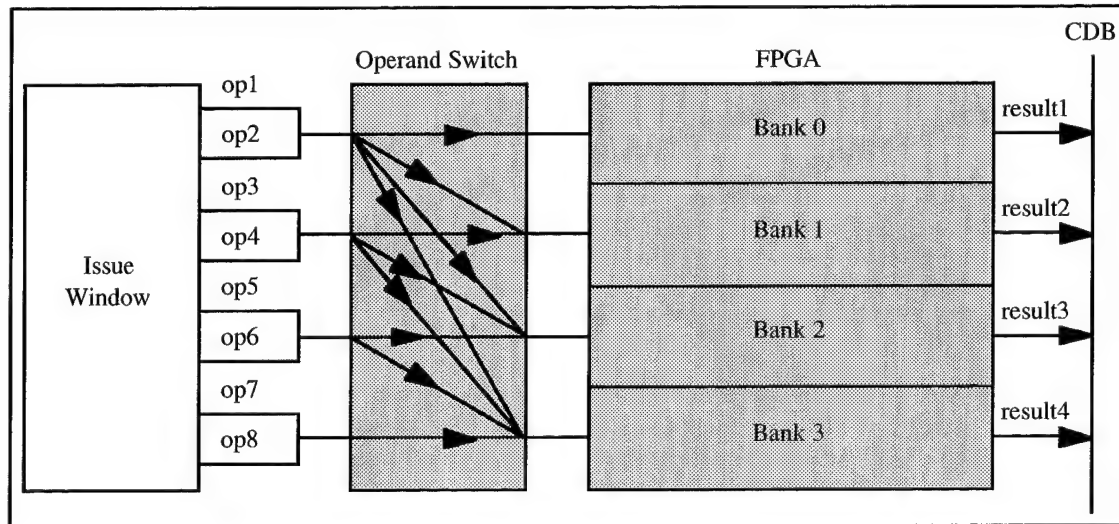 CDB
Operand Switch
FPGA
op1
op2
op3
op4
op5
op6
op7
op8
Issue
Window
Bank 0
Bank 1
Bank 2
Bank 3
result1
result2
result3
result4